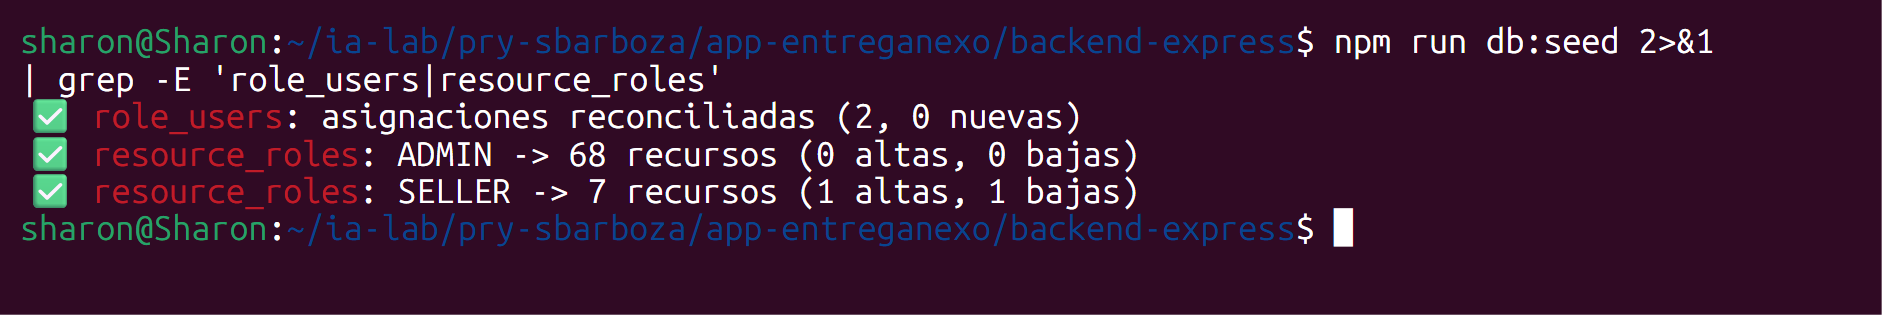 sharon@Sharon:~/ia-lab/pry-sbarboza/app-entreganexo/backend-express$ npm run db:seed 2>&1
| grep -E 'role_users|resource_roles'
✅ role_users: asignaciones reconciliadas (2, 0 nuevas)
✅ resource_roles: ADMIN -> 68 recursos (0 altas, 0 bajas)
✅ resource_roles: SELLER -> 7 recursos (1 altas, 1 bajas)
sharon@Sharon:~/ia-lab/pry-sbarboza/app-entreganexo/backend-express$